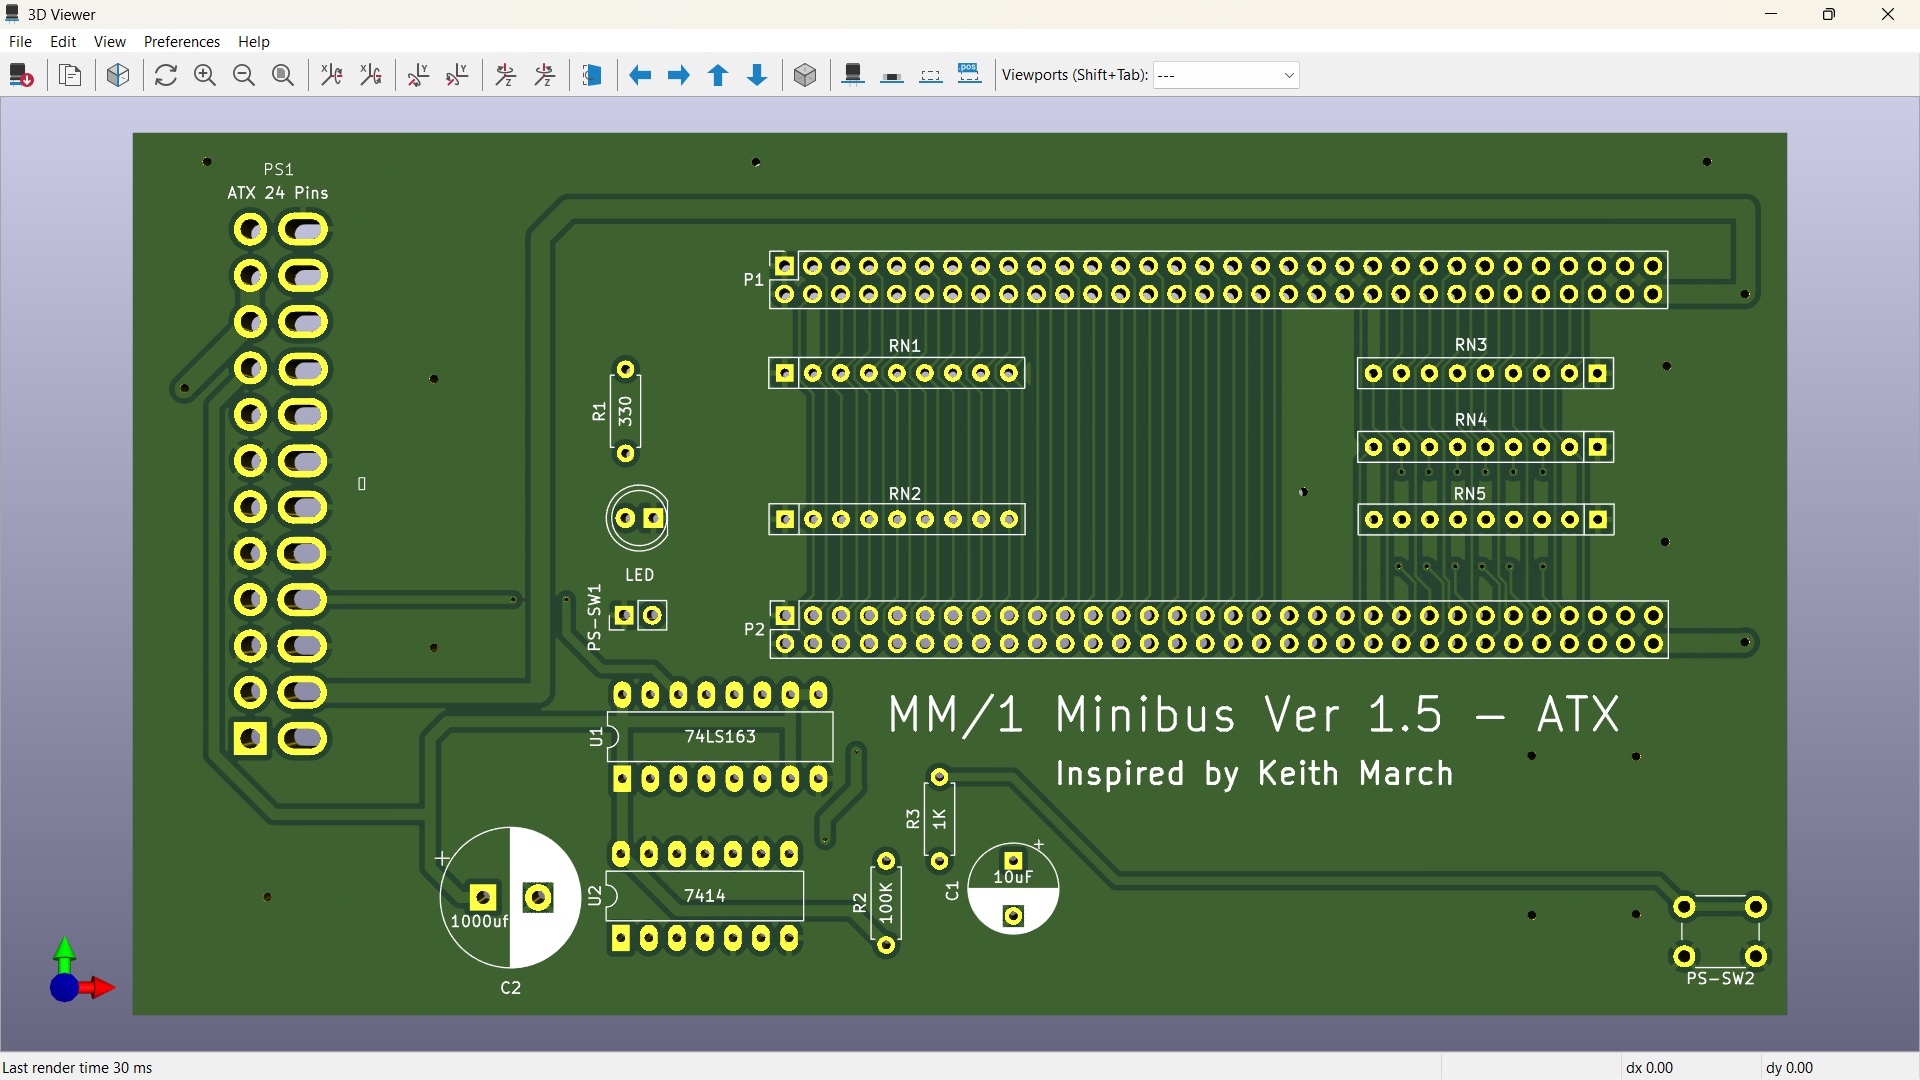 3D Viewer
File Edit View Preferences Help
Viewports (Shift+Tab): ---
PS1
ATX 24 Pins
P1
RN1
RN3
R1
330
RN4
RN2
RN5
LED
PS-SW1
P2
MM/1 Minibus Ver 1.5 – ATX
U1
74LS163
Inspired by Keith March
R3
1K
+
+
10uF
C1
U2
7414
R2
100K
1000uf
C2
PS-SW2
Last render time 30 ms
dx 0.00
dy 0.00